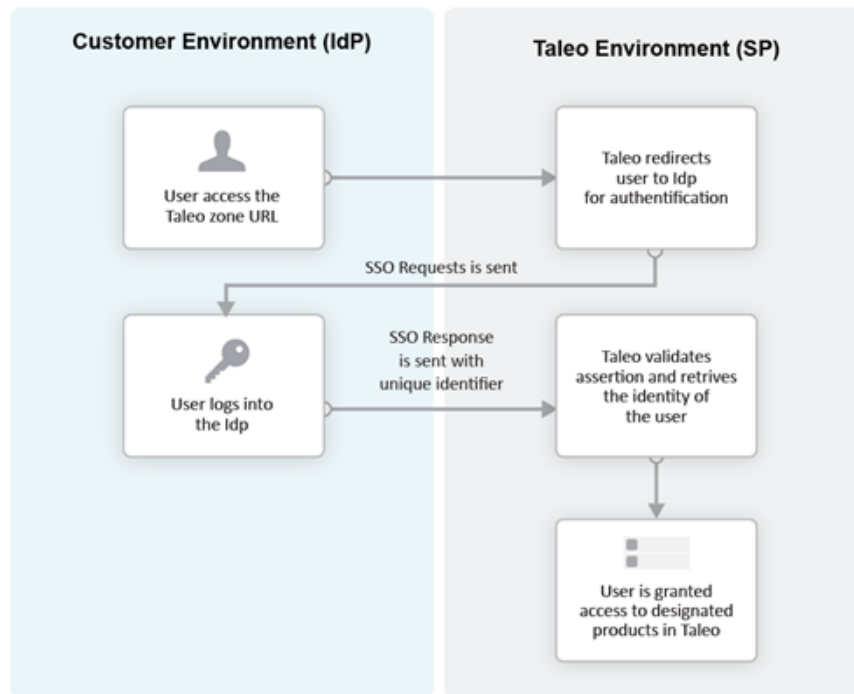 Customer Environment (IdP)
Taleo Environment (SP)
User access the
Taleo zone URL
Taleo redirects
user to Idp
for authentification
SSO Requests is sent
User logs into
the Idp
SSO Response
is sent with
unique identifier
Taleo validates
assertion and retrives
the identity of
the user
User is granted
access to designated
products in Taleo